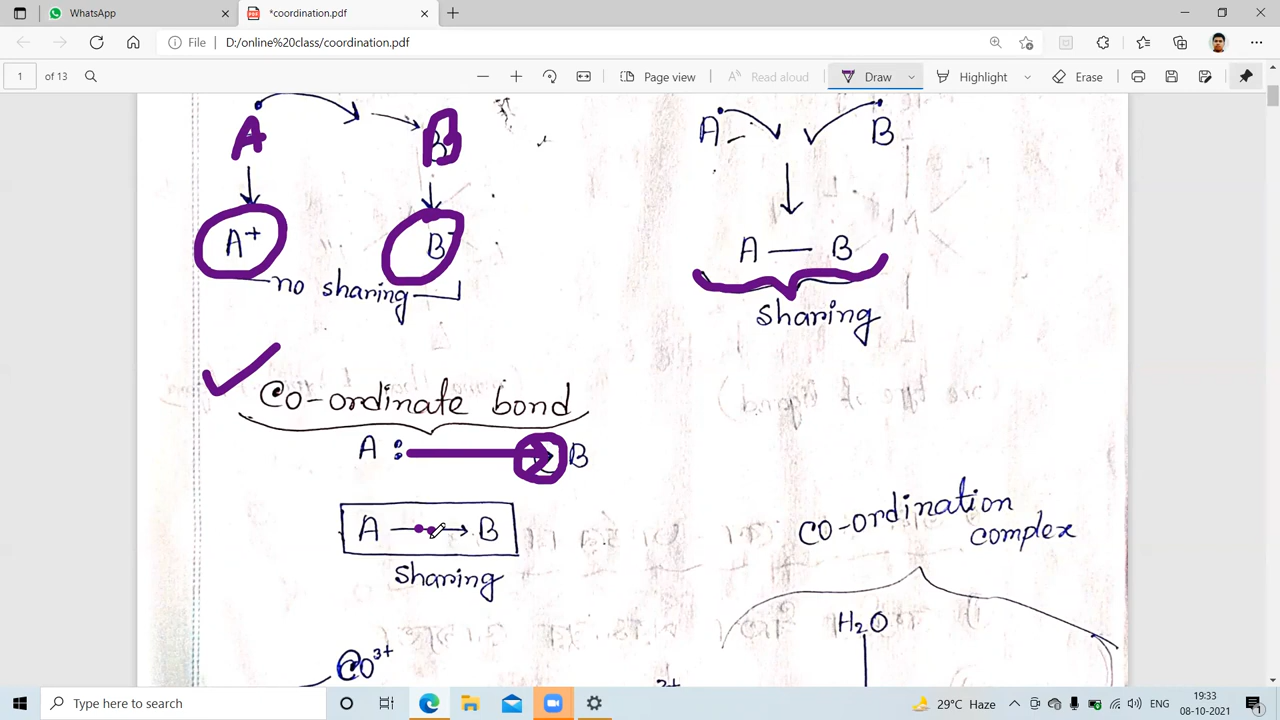 WhatsApp
*coordination.pdf
File D:/online%20class/coordination.pdf
1 of 13 Page view Read aloud Draw Highlight Erase
A B
A B
A+ B-
no sharing
A — B
sharing
Co-ordinate bond
A : → B
A → B
sharing
Co-ordination
complex
H2O
Co3+
Type here to search
29°C Haze ENG 19:33
08-10-2021
1